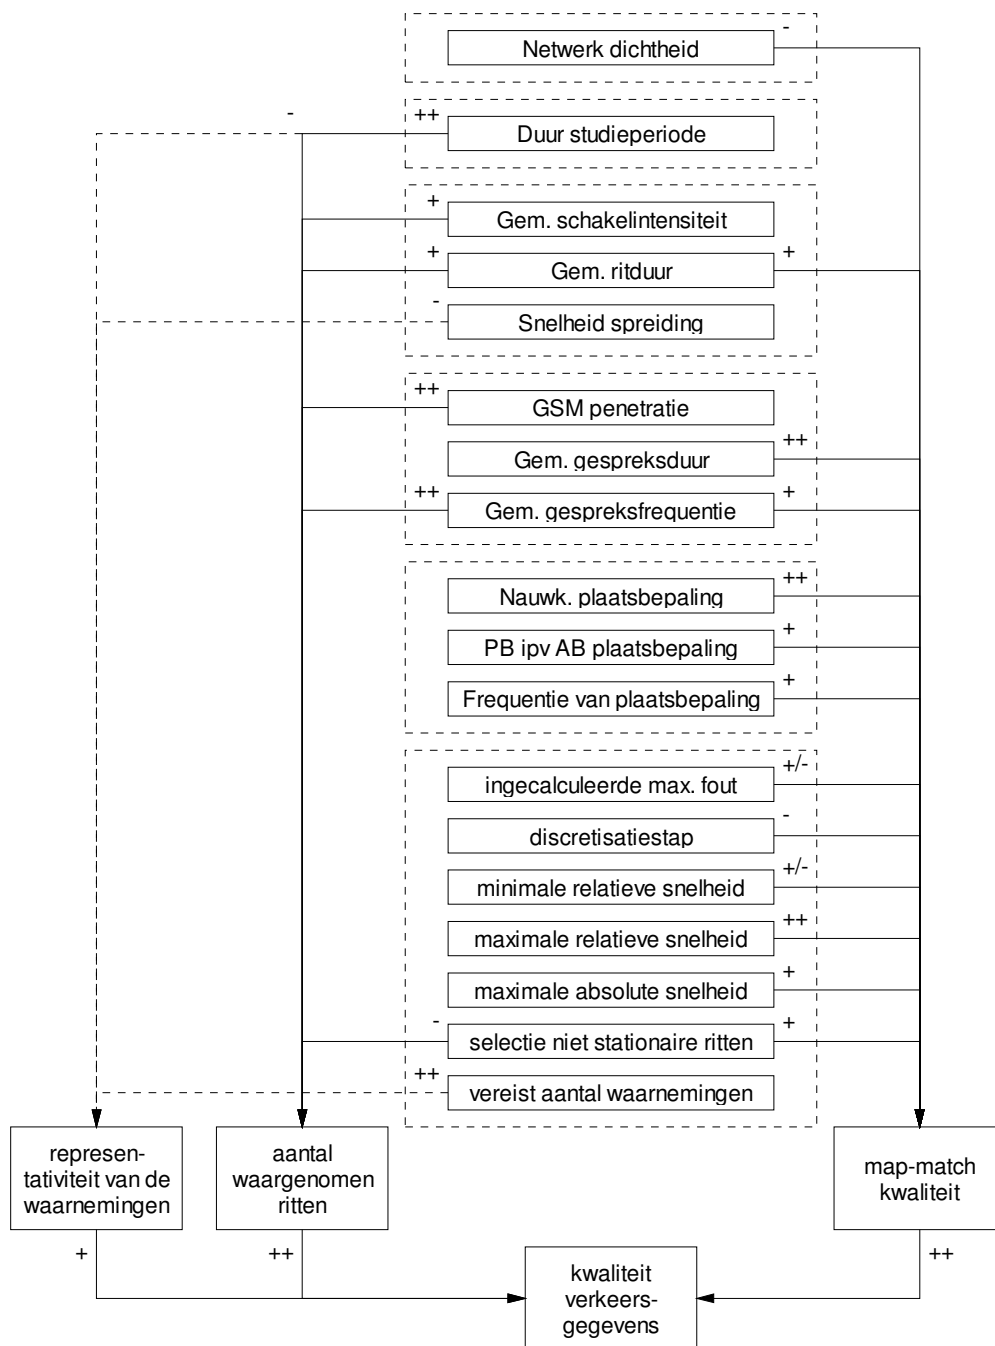 -
Netwerk dichtheid
-
++
Duur studieperiode
+
Gem. schakelintensiteit
+
Gem. ritduur
+
-
Snelheid spreiding
++
GSM penetratie
Gem. gespreksduur
++
++
Gem. gespreksfrequentie
+
Nauwk. plaatsbepaling
++
PB ipv AB plaatsbepaling
+
Frequentie van plaatsbepaling
+
ingecalculeerde max. fout
+/-
discretisatiestap
-
minimale relatieve snelheid
+/-
maximale relatieve snelheid
++
maximale absolute snelheid
+
-
selectie niet stationaire ritten
+
++
vereist aantal waarnemingen
represen-
tativiteit van de
waarnemingen
aantal
waargenomen
ritten
map-match
kwaliteit
+
++
++
kwaliteit
verkeers-
gegevens